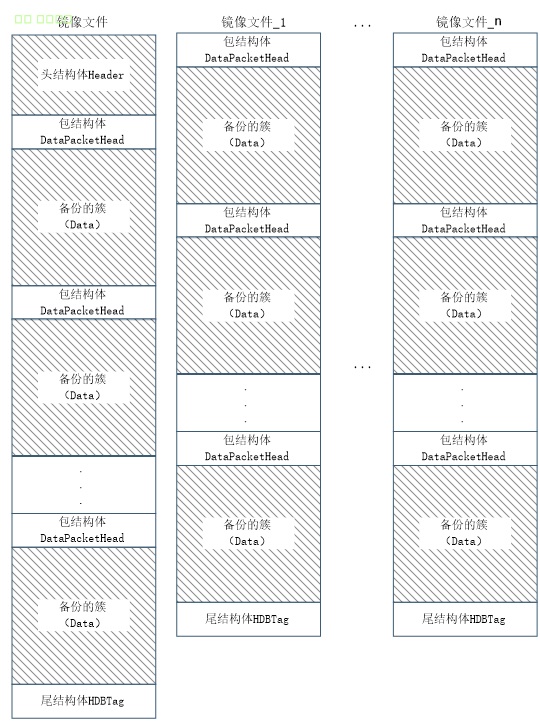 镜像文件
头结构体Header
包结构体
DataPacketHead
备份的簇
（Data）
包结构体
DataPacketHead
备份的簇
（Data）
.
.
.
包结构体
DataPacketHead
备份的簇
（Data）
尾结构体HDBTag
镜像文件_1
包结构体
DataPacketHead
备份的簇
（Data）
包结构体
DataPacketHead
备份的簇
（Data）
.
.
.
包结构体
DataPacketHead
备份的簇
（Data）
尾结构体HDBTag
...
...
镜像文件_n
包结构体
DataPacketHead
备份的簇
（Data）
包结构体
DataPacketHead
备份的簇
（Data）
.
.
.
包结构体
DataPacketHead
备份的簇
（Data）
尾结构体HDBTag